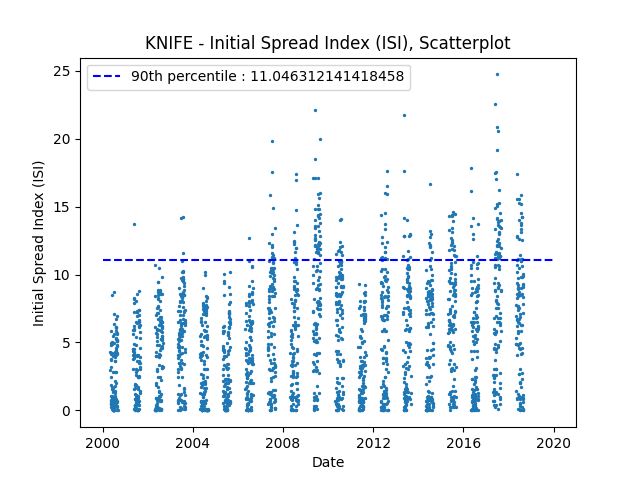 KNIFE - Initial Spread Index (ISI), Scatterplot
90th percentile : 11.046312141418458
25
20
15
10
5
0
Initial Spread Index (ISI)
2000 2004 2008 2012 2016 2020
Date